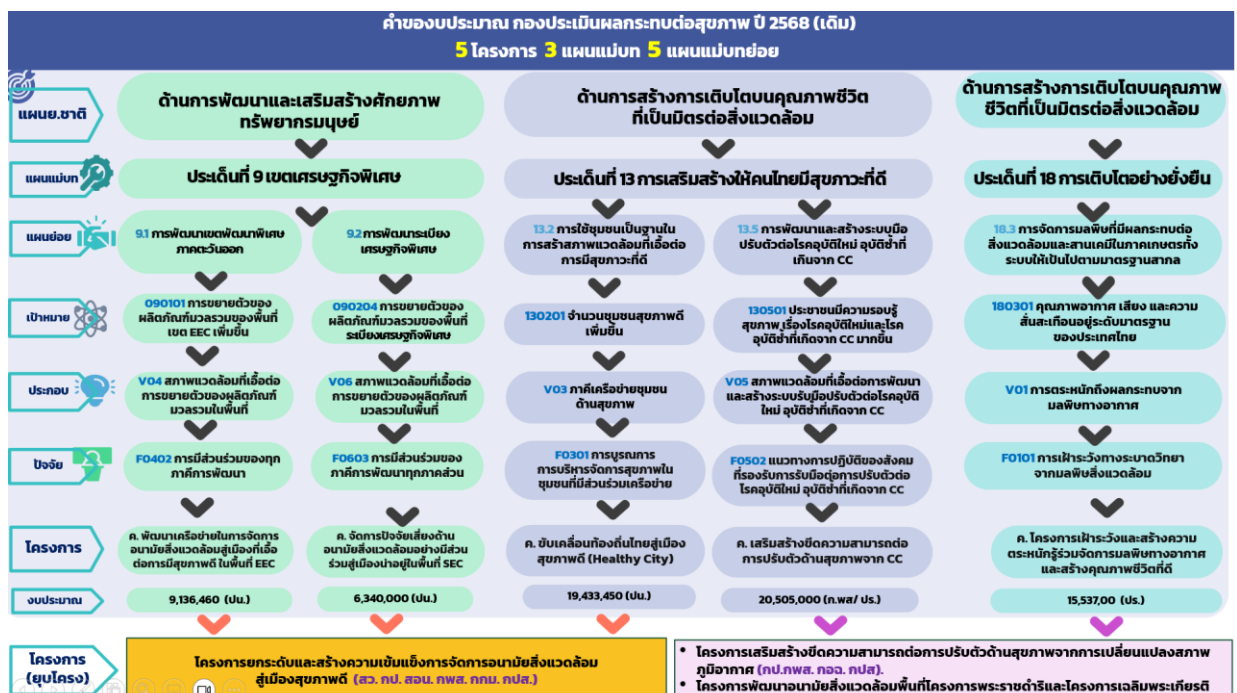 คำของบประมาณ กองประเมินผลกระทบต่อสุขภาพ ปี 2568 (เดิม)
5 โครงการ 3 แผนแม่บท 5 แผนแม่บทย่อย
แผนย.ชาติ
ด้านการพัฒนาและเสริมสร้างศักยภาพ
ทรัพยากรมนุษย์
ด้านการสร้างการเติบโตบนคุณภาพชีวิต
ที่เป็นมิตรต่อสิ่งแวดล้อม
ด้านการสร้างการเติบโตบนคุณภาพ
ชีวิตที่เป็นมิตรต่อสิ่งแวดล้อม
แผนแม่บท
ประเด็นที่ 9 เขตเศรษฐกิจพิเศษ
ประเด็นที่ 13 การเสริมสร้างให้คนไทยมีสุขภาวะที่ดี
ประเด็นที่ 18 การเติบโตอย่างยั่งยืน
แผนย่อย
9.1 การพัฒนาเขตพัฒนาพิเศษ
ภาคตะวันออก
9.2การพัฒนาระเบียง
เศรษฐกิจพิเศษ
13.2 การใช้ชุมชนเป็นฐานใน
การสร้าสภาพแวดล้อมที่เอื้อต่อ
การมีสุขภาวะที่ดี
13.5 การพัฒนาและสร้างระบบมือ
ปรับตัวต่อโรคอุบัติใหม่ อุบัติซ้ำที่
เกินจาก CC
18.3 การจัดการมลพิษที่มีผลกระทบต่อ
สิ่งแวดล้อมและสานเคมีในภาคเกษตรทั้ง
ระบบให้เป็นไปตามมาตรฐานสากล
เป้าหมาย
090101 การขยายตัวของ
ผลิตภัณฑ์มวลรวมของพื้นที่
เขต EEC เพิ่มขึ้น
090204 การขยายตัวของ
ผลิตภัณฑ์มวลรวมของพื้นที่
ระเบียงเศรษฐกิจพิเศษ
130201 จำนวนชุมชนสุขภาพดี
เพิ่มขึ้น
130501 ประชาชนมีความรอบรู้
สุขภาพ เรื่องโรคอุบัติใหม่และโรค
อุบัติซ้ำที่เกิดจาก CC มากขึ้น
180301 คุณภาพอากาศ เสียง และความ
สั่นสะเทือนอยู่ระดับมาตรฐาน
ของประเทศไทย
ประกอบ
V04 สภาพแวดล้อมที่เอื้อต่อ
การขยายตัวของผลิตภัณฑ์
มวลรวมในพื้นที่
V06 สภาพแวดล้อมที่เอื้อต่อ
การขยายตัวของผลิตภัณฑ์
มวลรวมในพื้นที่
V03 ภาคีเครือข่ายชุมชน
ด้านสุขภาพ
V05 สภาพแวดล้อมที่เอื้อต่อการพัฒนา
และสร้างระบบรับมือปรับตัวต่อโรคอุบัติ
ใหม่ อุบัติซ้ำที่เกิดจาก CC
V01 การตระหนักถึงผลกระทบจาก
มลพิษทางอากาศ
ปัจจัย
F0402 การมีส่วนร่วมของทุก
ภาคีการพัฒนา
F0603 การมีส่วนร่วมของ
ภาคีการพัฒนาทุกภาคส่วน
F0301 การบูรณการ
การบริหารจัดการสุขภาพใน
ชุมชนที่มีส่วนร่วมเครือข่าย
F0502 แนวทางการปฏิบัติของสังคม
ที่รองรับการรับมือต่อการปรับตัวต่อ
โรคอุบัติใหม่ อุบัติซ้ำที่เกิดจาก CC
F0101 การเฝ้าระวังทางระบาดวิทยา
จากมลพิษสิ่งแวดล้อม
โครงการ
ค. พัฒนาเครือข่ายในการจัดการ
อนามัยสิ่งแวดล้อมสู่เมืองที่เอื้อ
ต่อการมีสุขภาพดี ในพื้นที่ EEC
ค. จัดการปัจจัยเสี่ยงด้าน
อนามัยสิ่งแวดล้อมอย่างมีส่วน
ร่วมสู่เมืองน่าอยู่ในพื้นที่ SEC
ค. ขับเคลื่อนท้องถิ่นไทยสู่เมือง
สุขภาพดี (Healthy City)
ค. เสริมสร้างขีดความสามารถต่อ
การปรับตัวด้านสุขภาพจาก CC
ค. โครงการเฝ้าระวังและสร้างความ
ตระหนักรู้ร่วมจัดการมลพิษทางอากาศ
และสร้างคุณภาพชีวิตที่ดี
งบประมาณ
9,136,460 (ปน.)
6,340,000 (ปน.)
19,433,450 (ปน.)
20,505,000 (ก.พส/ ปร.)
15,537,00 (ปร.)
โครงการ
(ยุบโครง)
โครงการยกระดับและสร้างความเข้มแข็งการจัดการอนามัยสิ่งแวดล้อม
สู่เมืองสุขภาพดี (สว. กป. สอน. กพส. กกม. กปส.)
• โครงการเสริมสร้างขีดความสามารถต่อการปรับตัวด้านสุขภาพจากการเปลี่ยนแปลงสภาพ
ภูมิอากาศ (กป.กพส. กอฉ. กปส).
• โครงการพัฒนาอนามัยสิ่งแวดล้อมพื้นที่โครงการพระราชดำริและโครงการเฉลิมพระเกียรติ